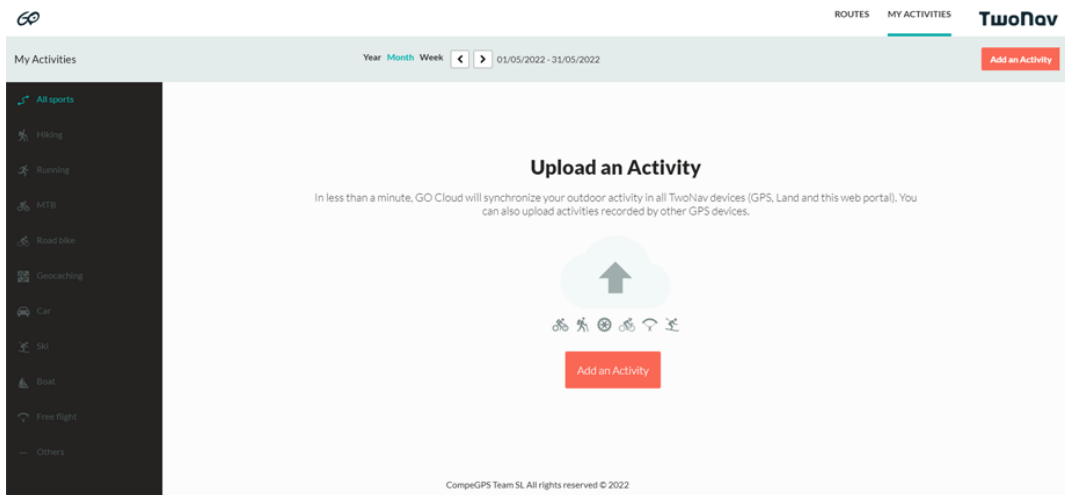 GO
ROUTES MY ACTIVITIES TwoNav
My Activities
Year Month Week 01/05/2022 - 31/05/2022
Add an Activity
All sports
Hiking
Running
MTB
Road bike
Geocaching
Car
Ski
Boat
Free flight
Others
Upload an Activity
In less than a minute, GO Cloud will synchronize your outdoor activity in all TwoNav devices (GPS, Land and this web portal). You
can also upload activities recorded by other GPS devices.
Add an Activity
CompeGPS Team SL All rights reserved © 2022